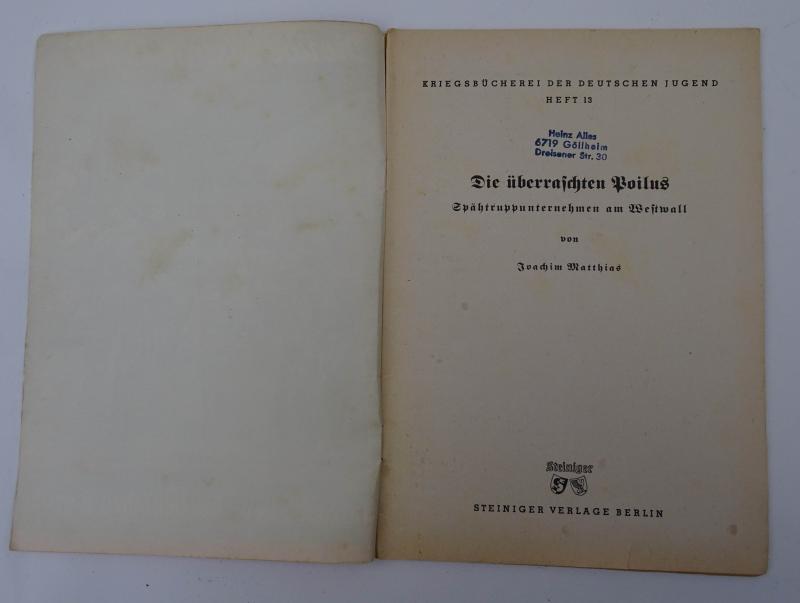 KRIEGSBÜCHEREI DER DEUTSCHEN JUGEND
HEFT 13
Heinz Alles
6719 Göllheim
Dreisener Str. 30
Die überraschten Poilus
Spähtruppunternehmen am Westwall
von
Joachim Matthias
Steiniger
STEINIGER VERLAGE BERLIN